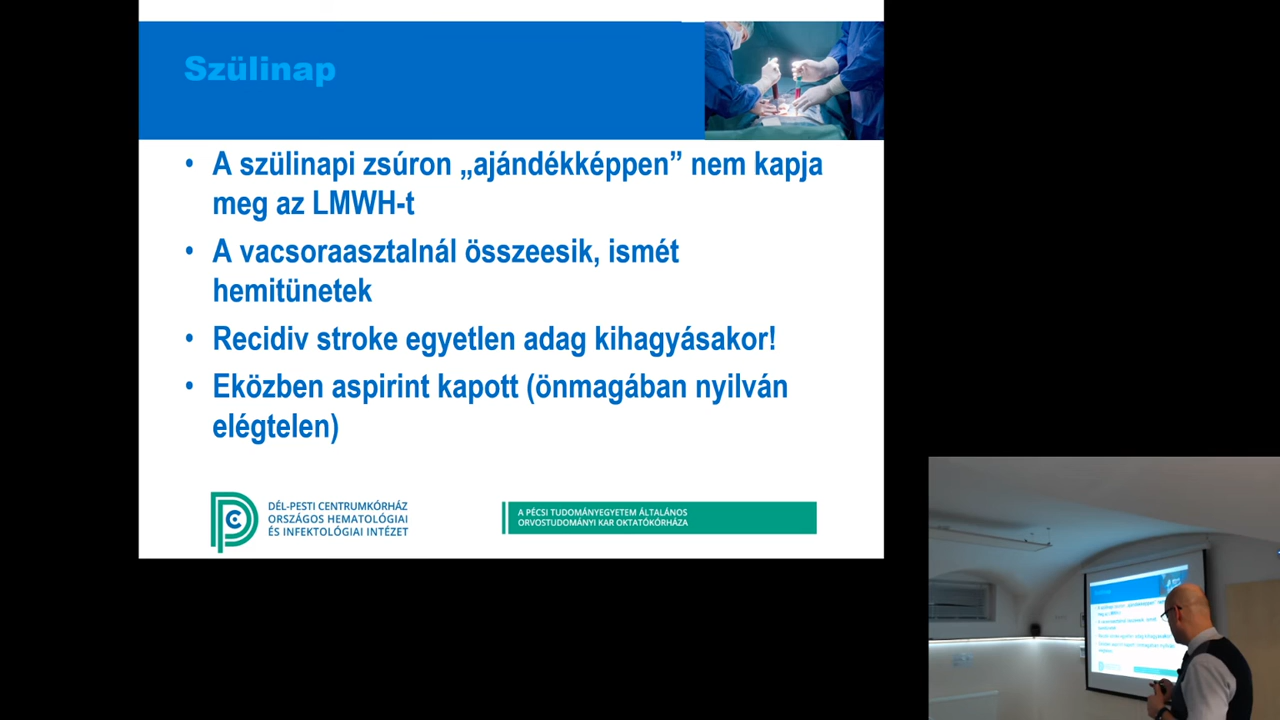 Szülinap
• A szülinapi zsúron „ajándékképpen” nem kapja
meg az LMWH-t
• A vacsoraasztalnál összeesik, ismét
hemitünetek
• Recidiv stroke egyetlen adag kihagyásakor!
• Eközben aspirint kapott (önmagában nyilván
elégtelen)
DÉL-PESTI CENTRUMKÓRHÁZ
ORSZÁGOS HEMATOLÓGIAI
ÉS INFEKTOLÓGIAI INTÉZET
A PÉCSI TUDOMÁNYEGYETEM ÁLTALÁNOS
ORVOSTUDOMÁNYI KAR OKTATÓKÓRHÁZA